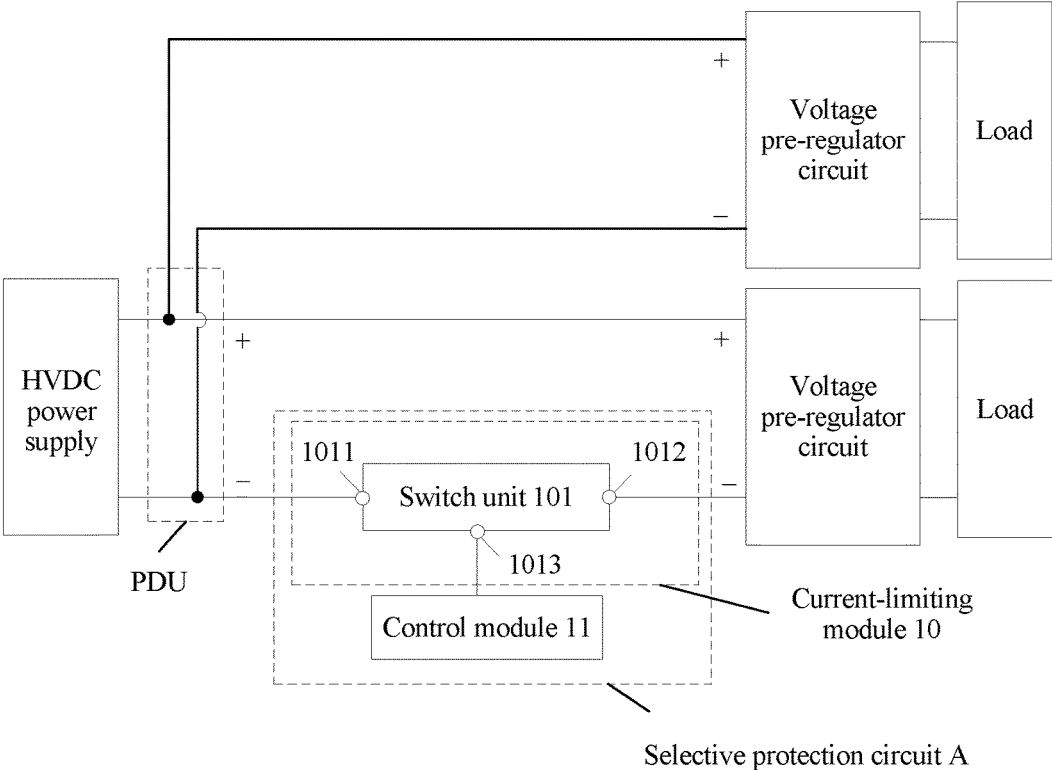 +
Voltage
pre-regulator
circuit
Load
−
HVDC
power
supply
+
+
Voltage
pre-regulator
circuit
Load
−
1011
Switch unit 101
1012
−
1013
PDU
Control module 11
Current-limiting
module 10
Selective protection circuit A